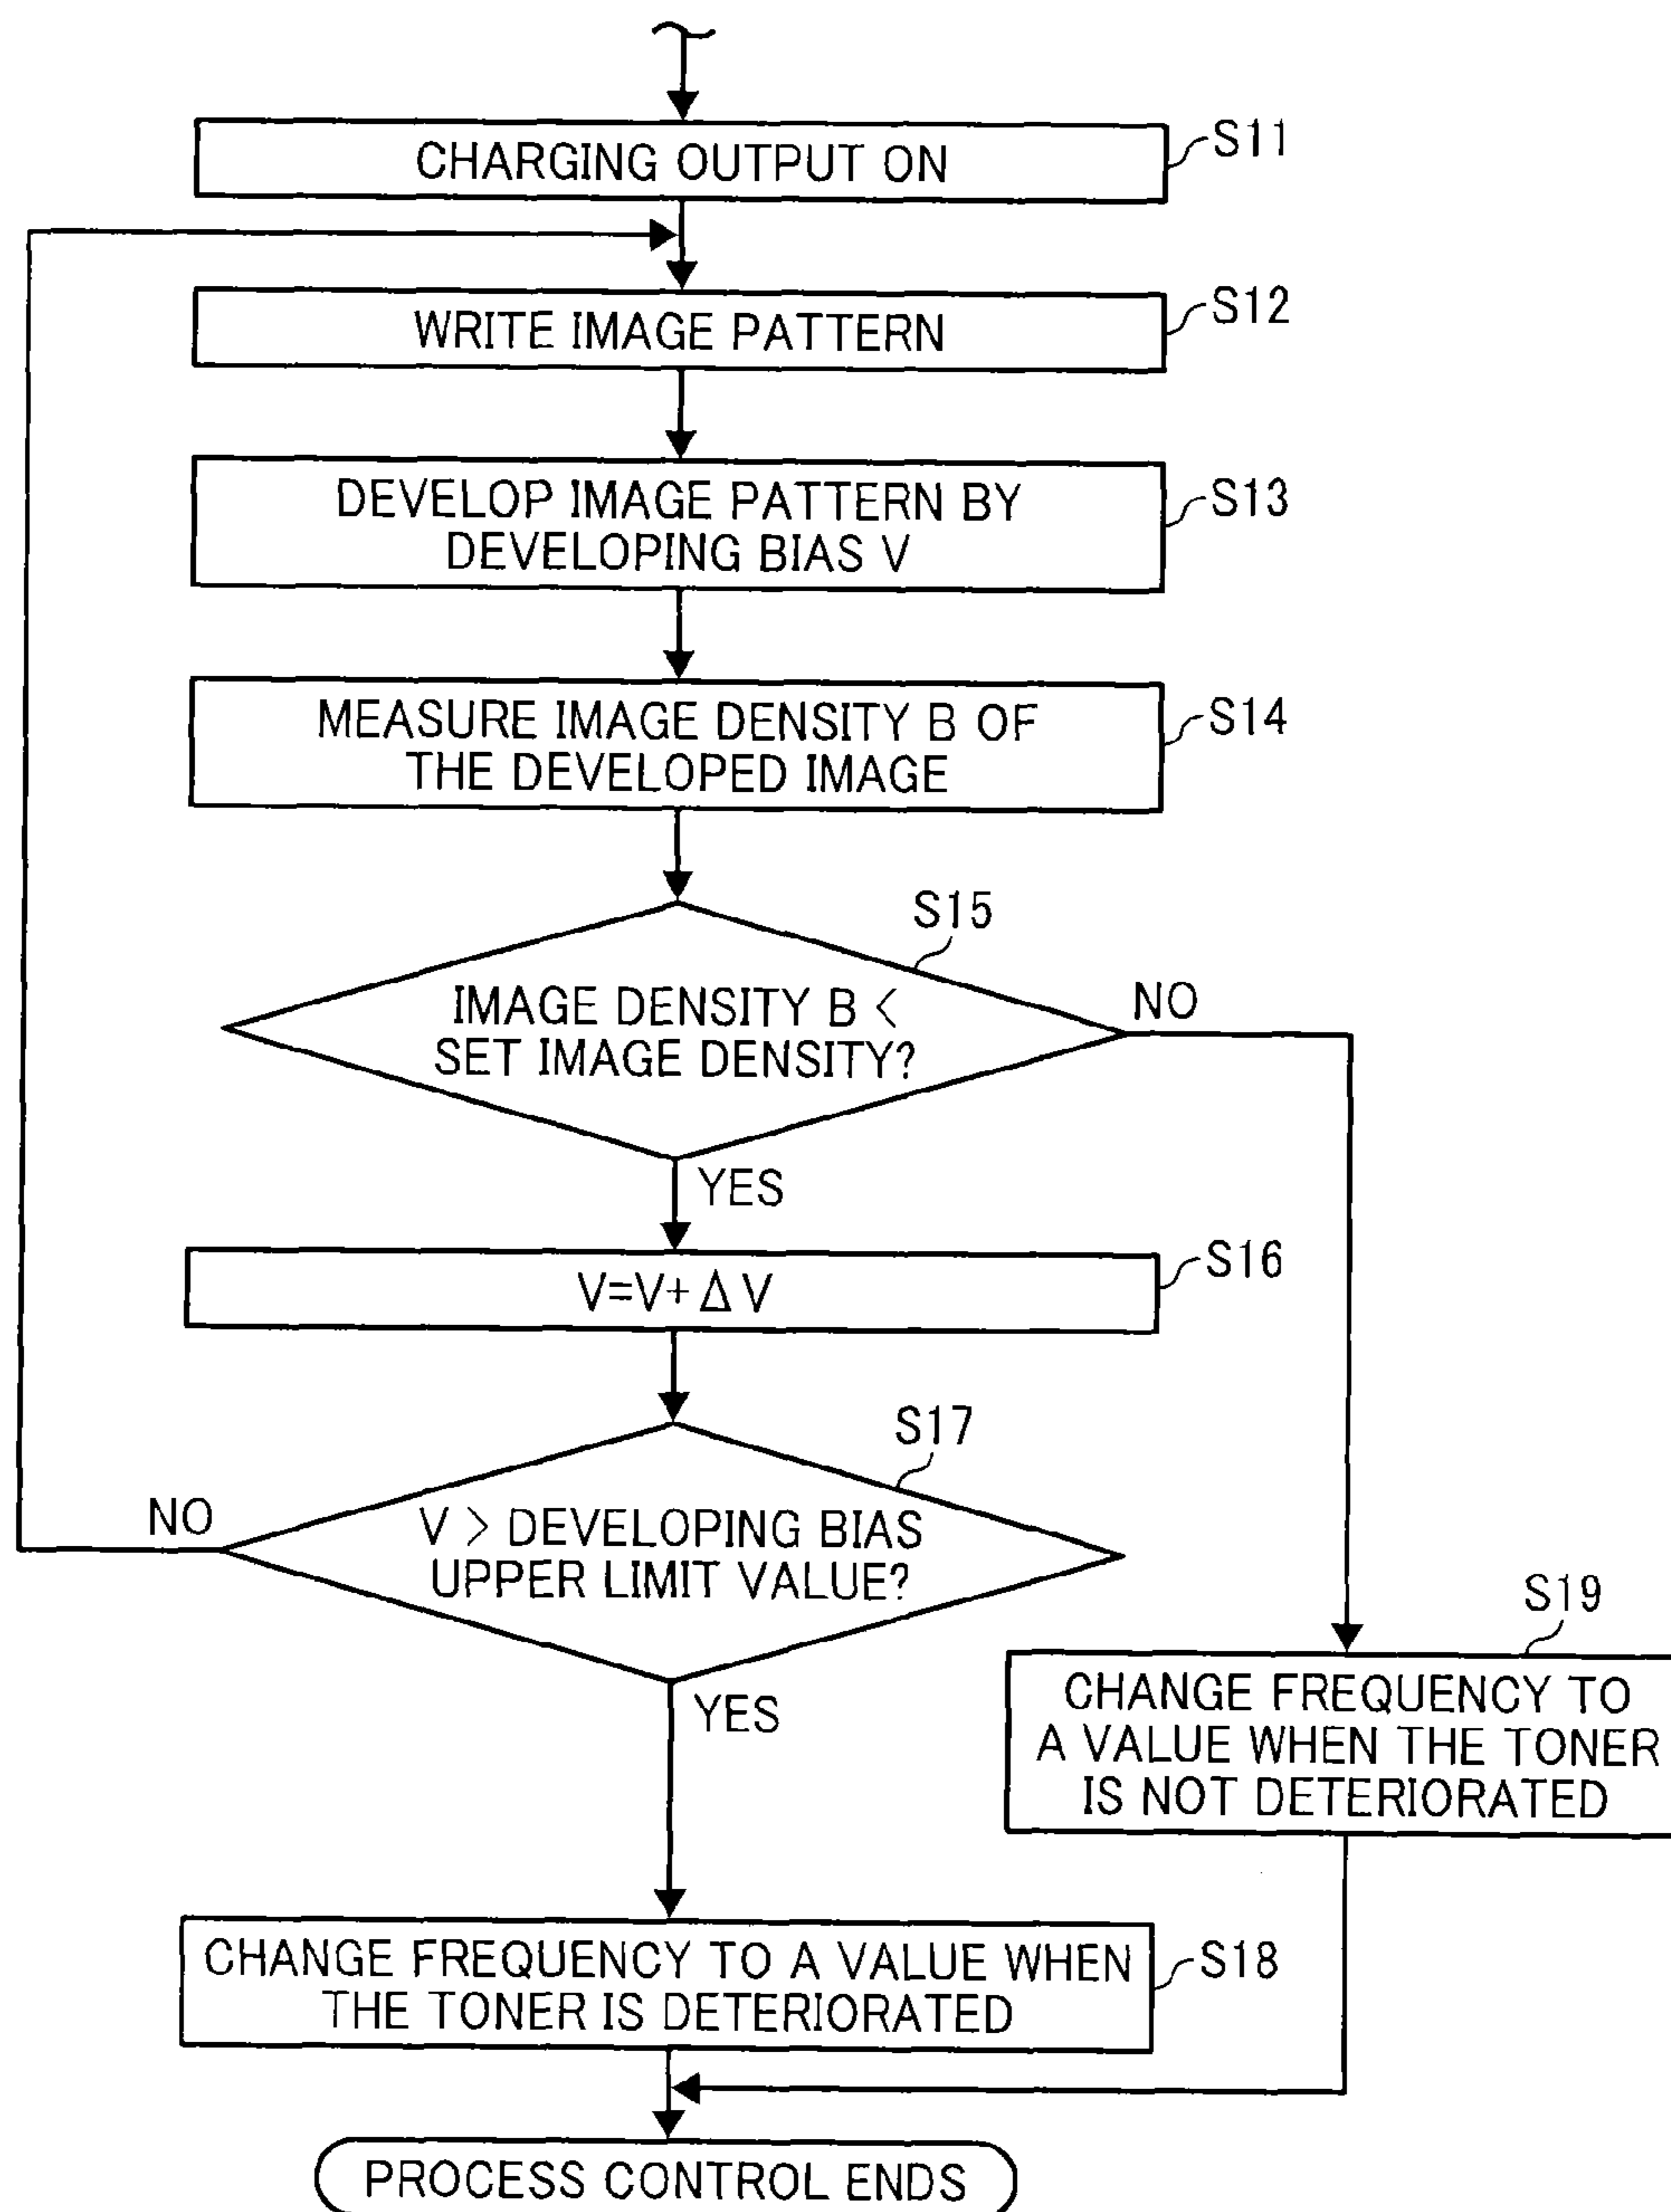 CHARGING OUTPUT ON
S11
WRITE IMAGE PATTERN
S12
DEVELOP IMAGE PATTERN BY
DEVELOPING BIAS V
S13
MEASURE IMAGE DENSITY B OF
THE DEVELOPED IMAGE
S14
S15
IMAGE DENSITY B <
SET IMAGE DENSITY?
NO
YES
V=V+ΔV
S16
S17
V > DEVELOPING BIAS
UPPER LIMIT VALUE?
NO
YES
S19
CHANGE FREQUENCY TO
A VALUE WHEN THE TONER
IS NOT DETERIORATED
CHANGE FREQUENCY TO A VALUE WHEN
THE TONER IS DETERIORATED
S18
PROCESS CONTROL ENDS